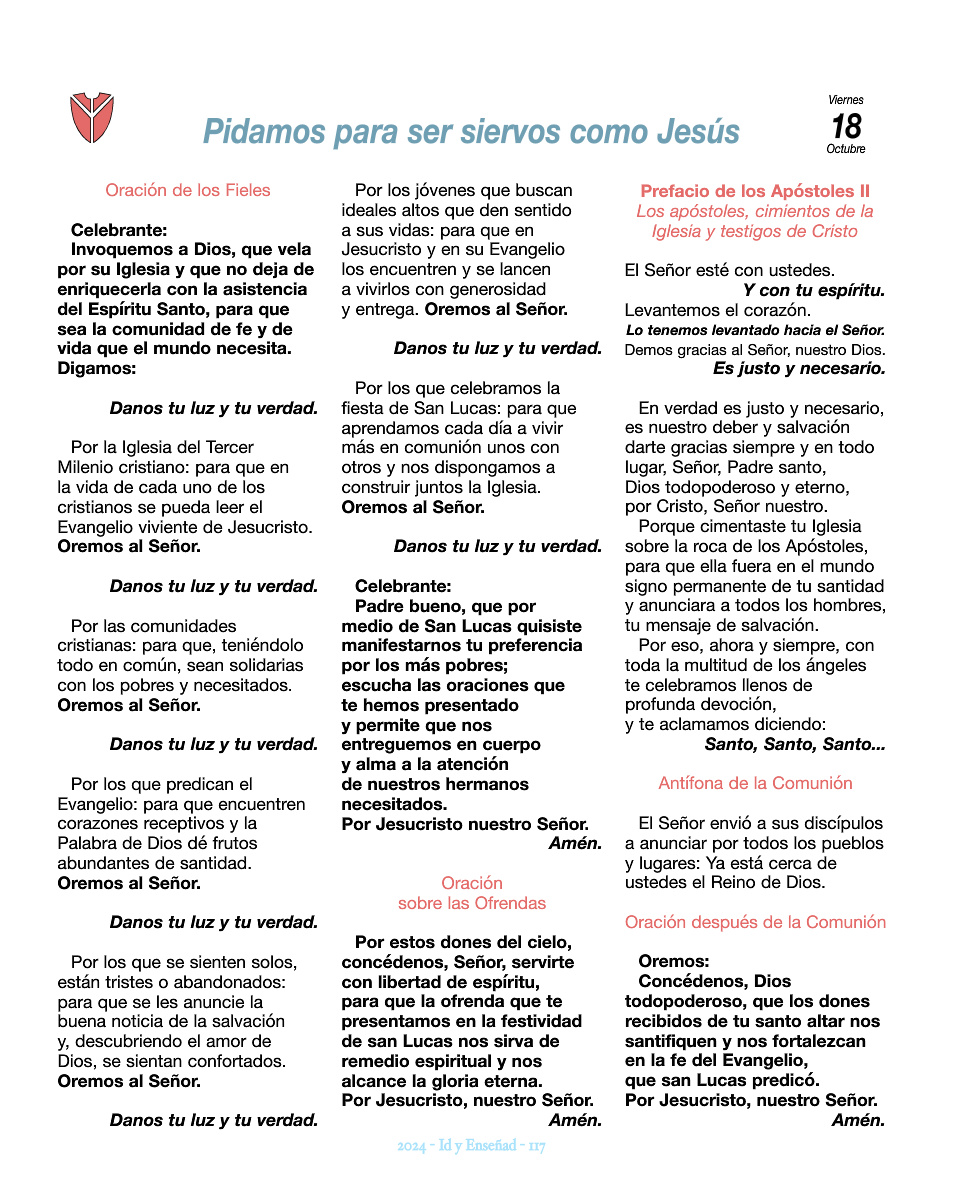 Pidamos para ser siervos como Jesús
Viernes
18
Octubre
Oración de los Fieles
Celebrante:
Invoquemos a Dios, que vela
por su Iglesia y que no deja de
enriquecerla con la asistencia
del Espíritu Santo, para que
sea la comunidad de fe y de
vida que el mundo necesita.
Digamos:
Danos tu luz y tu verdad.
Por la Iglesia del Tercer
Milenio cristiano: para que en
la vida de cada uno de los
cristianos se pueda leer el
Evangelio viviente de Jesucristo.
Oremos al Señor.
Danos tu luz y tu verdad.
Por las comunidades
cristianas: para que, teniéndolo
todo en común, sean solidarias
con los pobres y necesitados.
Oremos al Señor.
Danos tu luz y tu verdad.
Por los que predican el
Evangelio: para que encuentren
corazones receptivos y la
Palabra de Dios dé frutos
abundantes de santidad.
Oremos al Señor.
Danos tu luz y tu verdad.
Por los que se sienten solos,
están tristes o abandonados:
para que se les anuncie la
buena noticia de la salvación
y, descubriendo el amor de
Dios, se sientan confortados.
Oremos al Señor.
Danos tu luz y tu verdad.
Por los jóvenes que buscan
ideales altos que den sentido
a sus vidas: para que en
Jesucristo y en su Evangelio
los encuentren y se lancen
a vivirlos con generosidad
y entrega. Oremos al Señor.
Danos tu luz y tu verdad.
Por los que celebramos la
fiesta de San Lucas: para que
aprendamos cada día a vivir
más en comunión unos con
otros y nos dispongamos a
construir juntos la Iglesia.
Oremos al Señor.
Danos tu luz y tu verdad.
Celebrante:
Padre bueno, que por
medio de San Lucas quisiste
manifestarnos tu preferencia
por los más pobres;
escucha las oraciones que
te hemos presentado
y permite que nos
entreguemos en cuerpo
y alma a la atención
de nuestros hermanos
necesitados.
Por Jesucristo nuestro Señor.
Amén.
Oración
sobre las Ofrendas
Por estos dones del cielo,
concédenos, Señor, servirte
con libertad de espíritu,
para que la ofrenda que te
presentamos en la festividad
de san Lucas nos sirva de
remedio espiritual y nos
alcance la gloria eterna.
Por Jesucristo, nuestro Señor.
Amén.
Prefacio de los Apóstoles II
Los apóstoles, cimientos de la
Iglesia y testigos de Cristo
El Señor esté con ustedes.
Y con tu espíritu.
Levantemos el corazón.
Lo tenemos levantado hacia el Señor.
Demos gracias al Señor, nuestro Dios.
Es justo y necesario.
En verdad es justo y necesario,
es nuestro deber y salvación
darte gracias siempre y en todo
lugar, Señor, Padre santo,
Dios todopoderoso y eterno,
por Cristo, Señor nuestro.
Porque cimentaste tu Iglesia
sobre la roca de los Apóstoles,
para que ella fuera en el mundo
signo permanente de tu santidad
y anunciara a todos los hombres,
tu mensaje de salvación.
Por eso, ahora y siempre, con
toda la multitud de los ángeles
te celebramos llenos de
profunda devoción,
y te aclamamos diciendo:
Santo, Santo, Santo...
Antífona de la Comunión
El Señor envió a sus discípulos
a anunciar por todos los pueblos
y lugares: Ya está cerca de
ustedes el Reino de Dios.
Oración después de la Comunión
Oremos:
Concédenos, Dios
todopoderoso, que los dones
recibidos de tu santo altar nos
santifiquen y nos fortalezcan
en la fe del Evangelio,
que san Lucas predicó.
Por Jesucristo, nuestro Señor.
Amén.
2024 - Id y Enseñad - 117